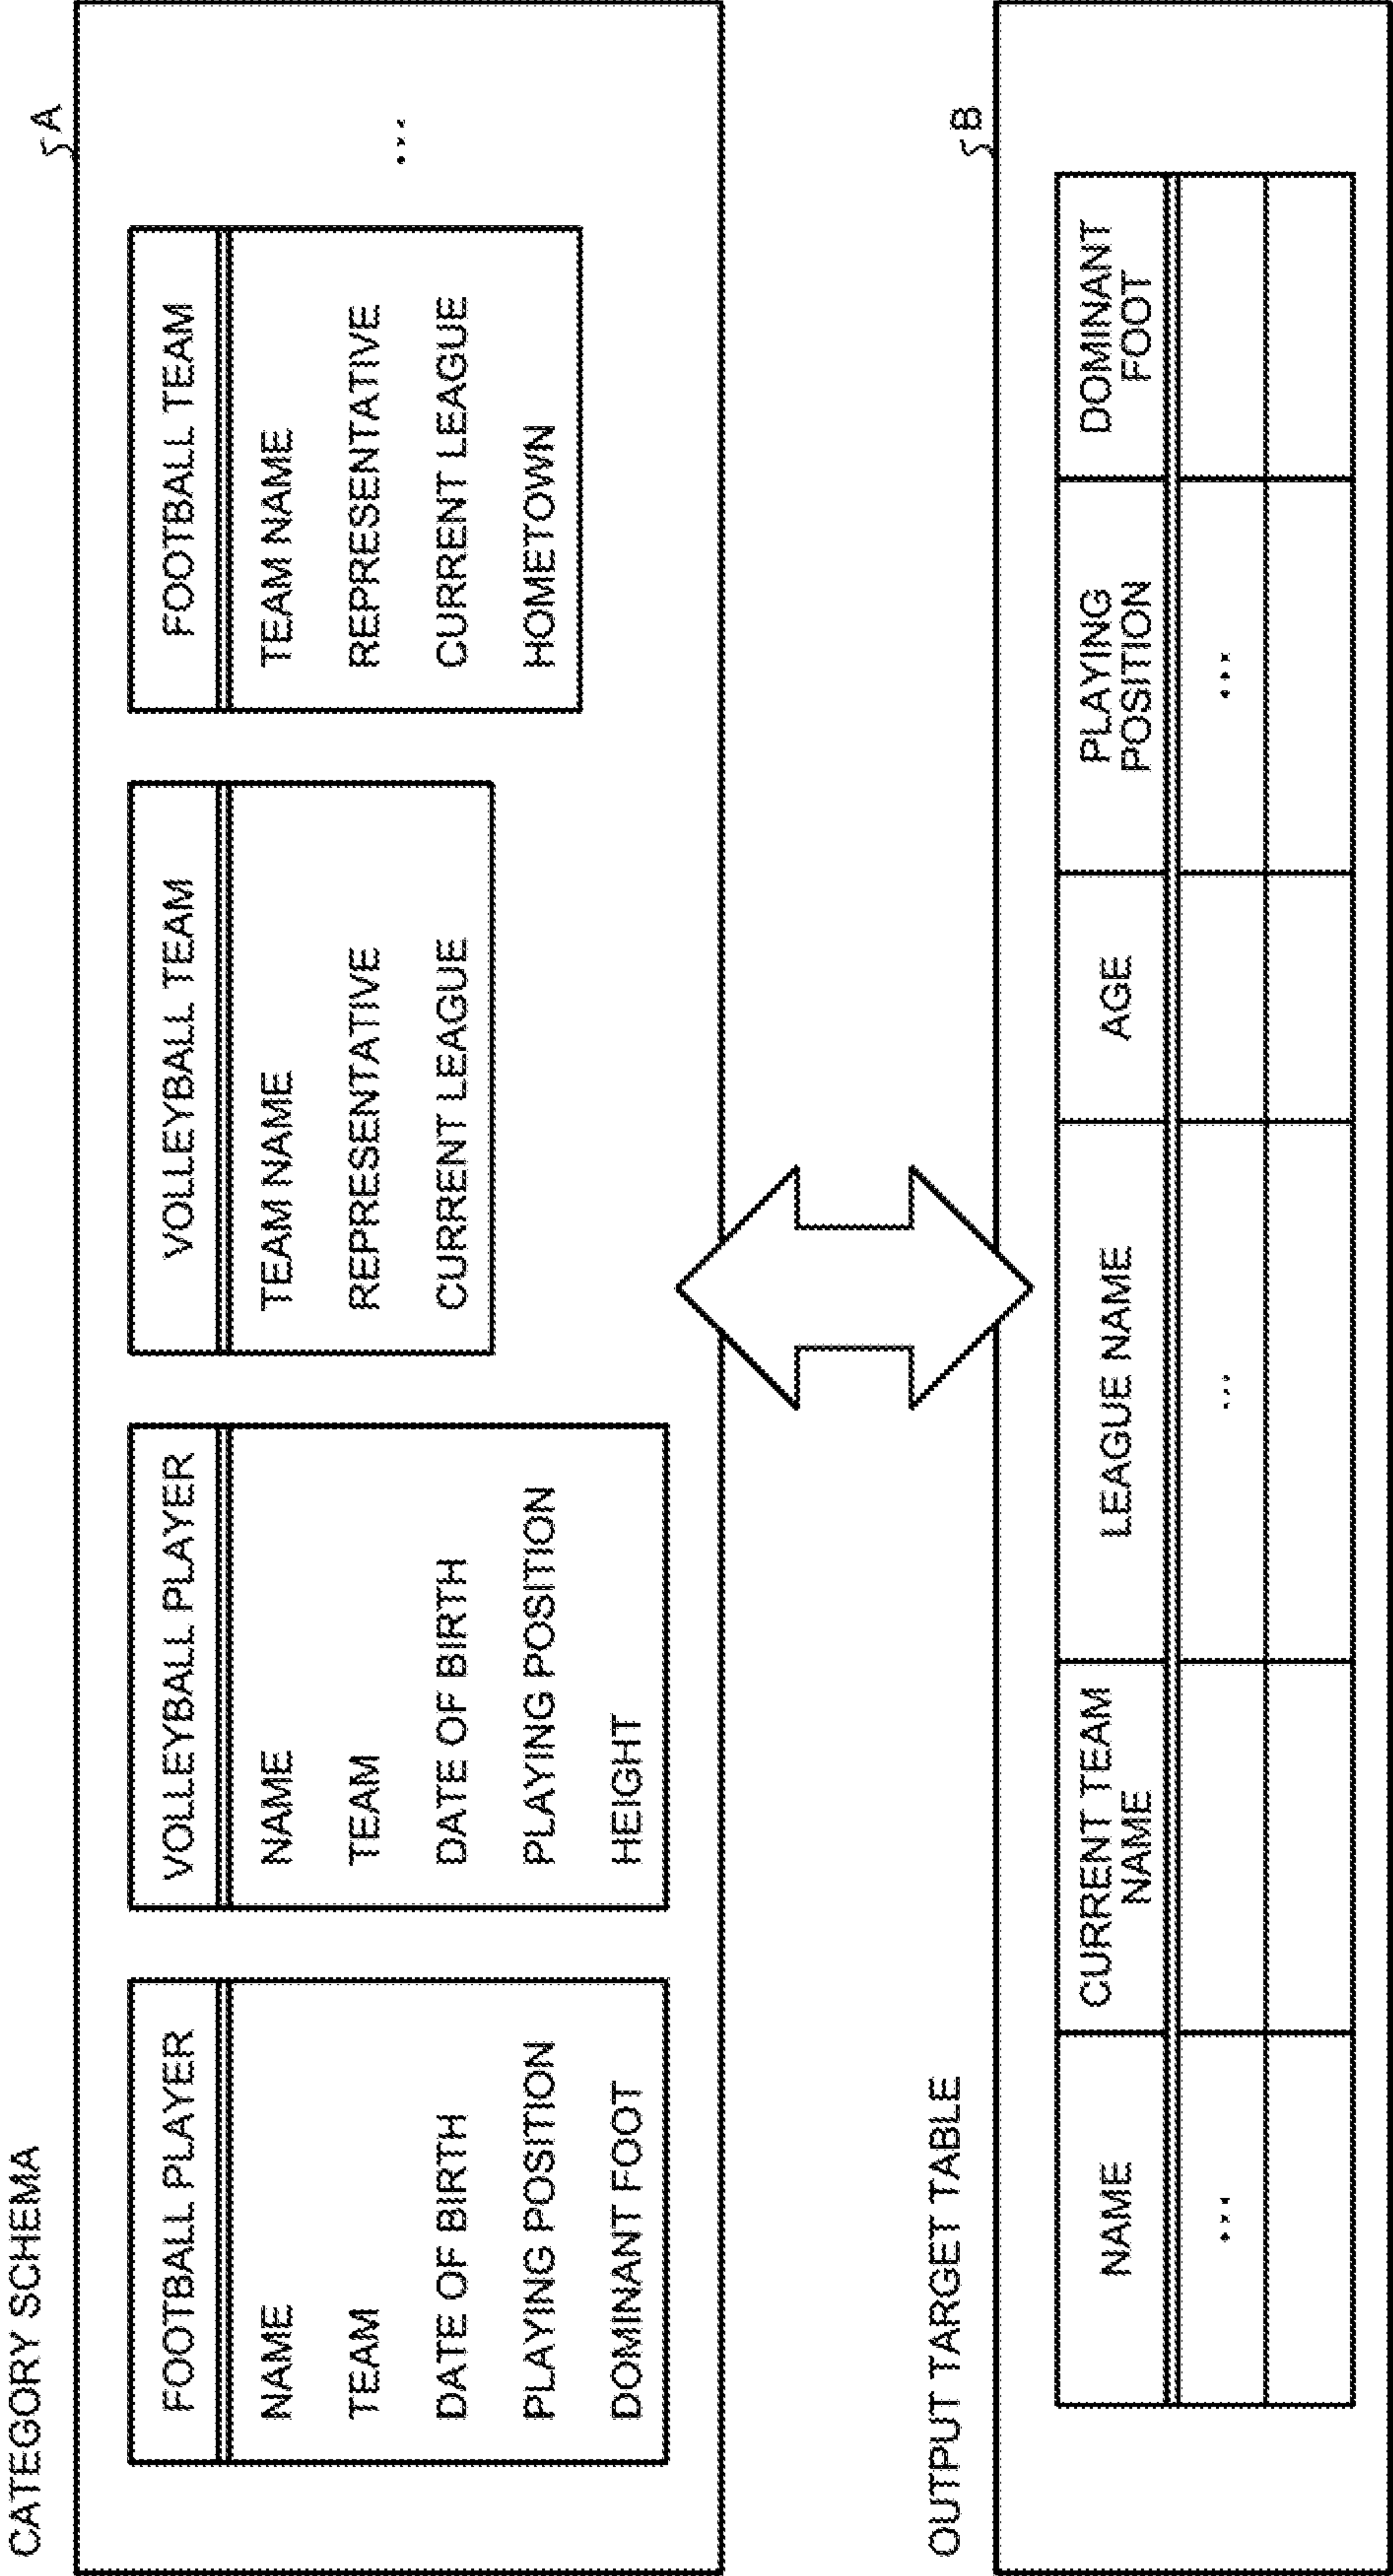 CATEGORY SCHEMA
A
FOOTBALL PLAYER
NAME
TEAM
DATE OF BIRTH
PLAYING POSITION
DOMINANT FOOT
VOLLEYBALL PLAYER
NAME
TEAM
DATE OF BIRTH
PLAYING POSITION
HEIGHT
VOLLEYBALL TEAM
TEAM NAME
REPRESENTATIVE
CURRENT LEAGUE
FOOTBALL TEAM
TEAM NAME
REPRESENTATIVE
CURRENT LEAGUE
HOMETOWN
...
OUTPUT TARGET TABLE
B
NAME
CURRENT TEAM
NAME
LEAGUE NAME
AGE
PLAYING
POSITION
DOMINANT
FOOT
...
...
...